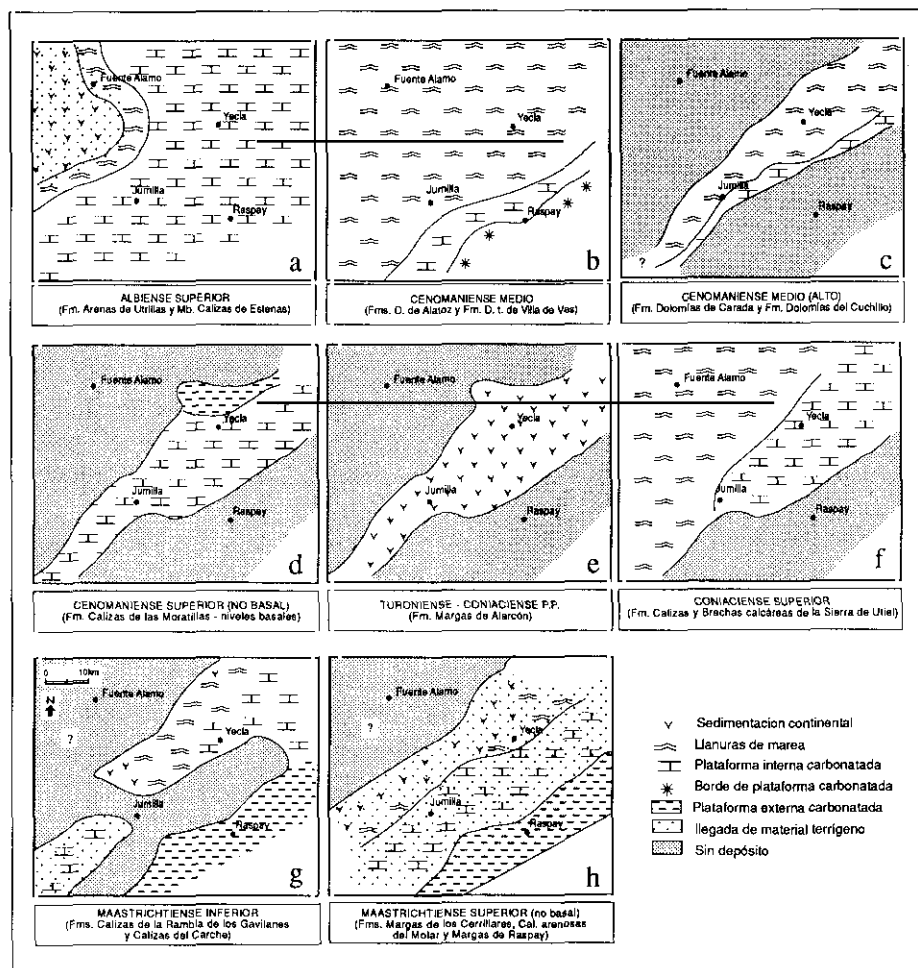 Fuente Alamo
Yecla
Jumilla
Raspay
a
ALBIENSE SUPERIOR
(Fm. Arenas de Utrillas y Mb. Calizas de Estenas)
Fuente Alamo
Yecla
Jumilla
Raspay
b
CENOMANIENSE MEDIO
(Fms. D. de Alatoz y Fm. D. t. de Villa de Ves)
Fuente Alamo
Yecla
Jumilla
Raspay
?
c
CENOMANIENSE MEDIO (ALTO)
(Fm. Dolomías de Carada y Fm. Dolomías del Cuchillo)
Fuente Alamo
Yecla
Jumilla
Raspay
d
CENOMANIENSE SUPERIOR (NO BASAL)
(Fm. Calizas de las Moratillas - niveles basales)
Fuente Alamo
Yecla
Jumilla
Raspay
e
TURONIENSE - CONIACIENSE P.P.
(Fm. Margas de Alarcón)
Fuente Alamo
Yecla
Jumilla
Raspay
f
CONIACIENSE SUPERIOR
(Fm. Calizas y Brechas calcáreas de la Sierra de Utiel)
0 10km
N
Fuente Alamo
?
Yecla
Jumilla
Raspay
g
MAASTRICHTIENSE INFERIOR
(Fms. Calizas de la Rambla de los Gavilanes
y Calizas del Carche)
Fuente Alamo
?
Yecla
Jumilla
Raspay
h
MAASTRICHTIENSE SUPERIOR (no basal)
(Fms. Margas de los Cerrillares, Cal. arenosas
del Molar y Margas de Raspay)
Sedimentacion continental
Llanuras de marea
Plataforma interna carbonatada
Borde de plataforma carbonatada
Plataforma externa carbonatada
llegada de material terrígeno
Sin depósito